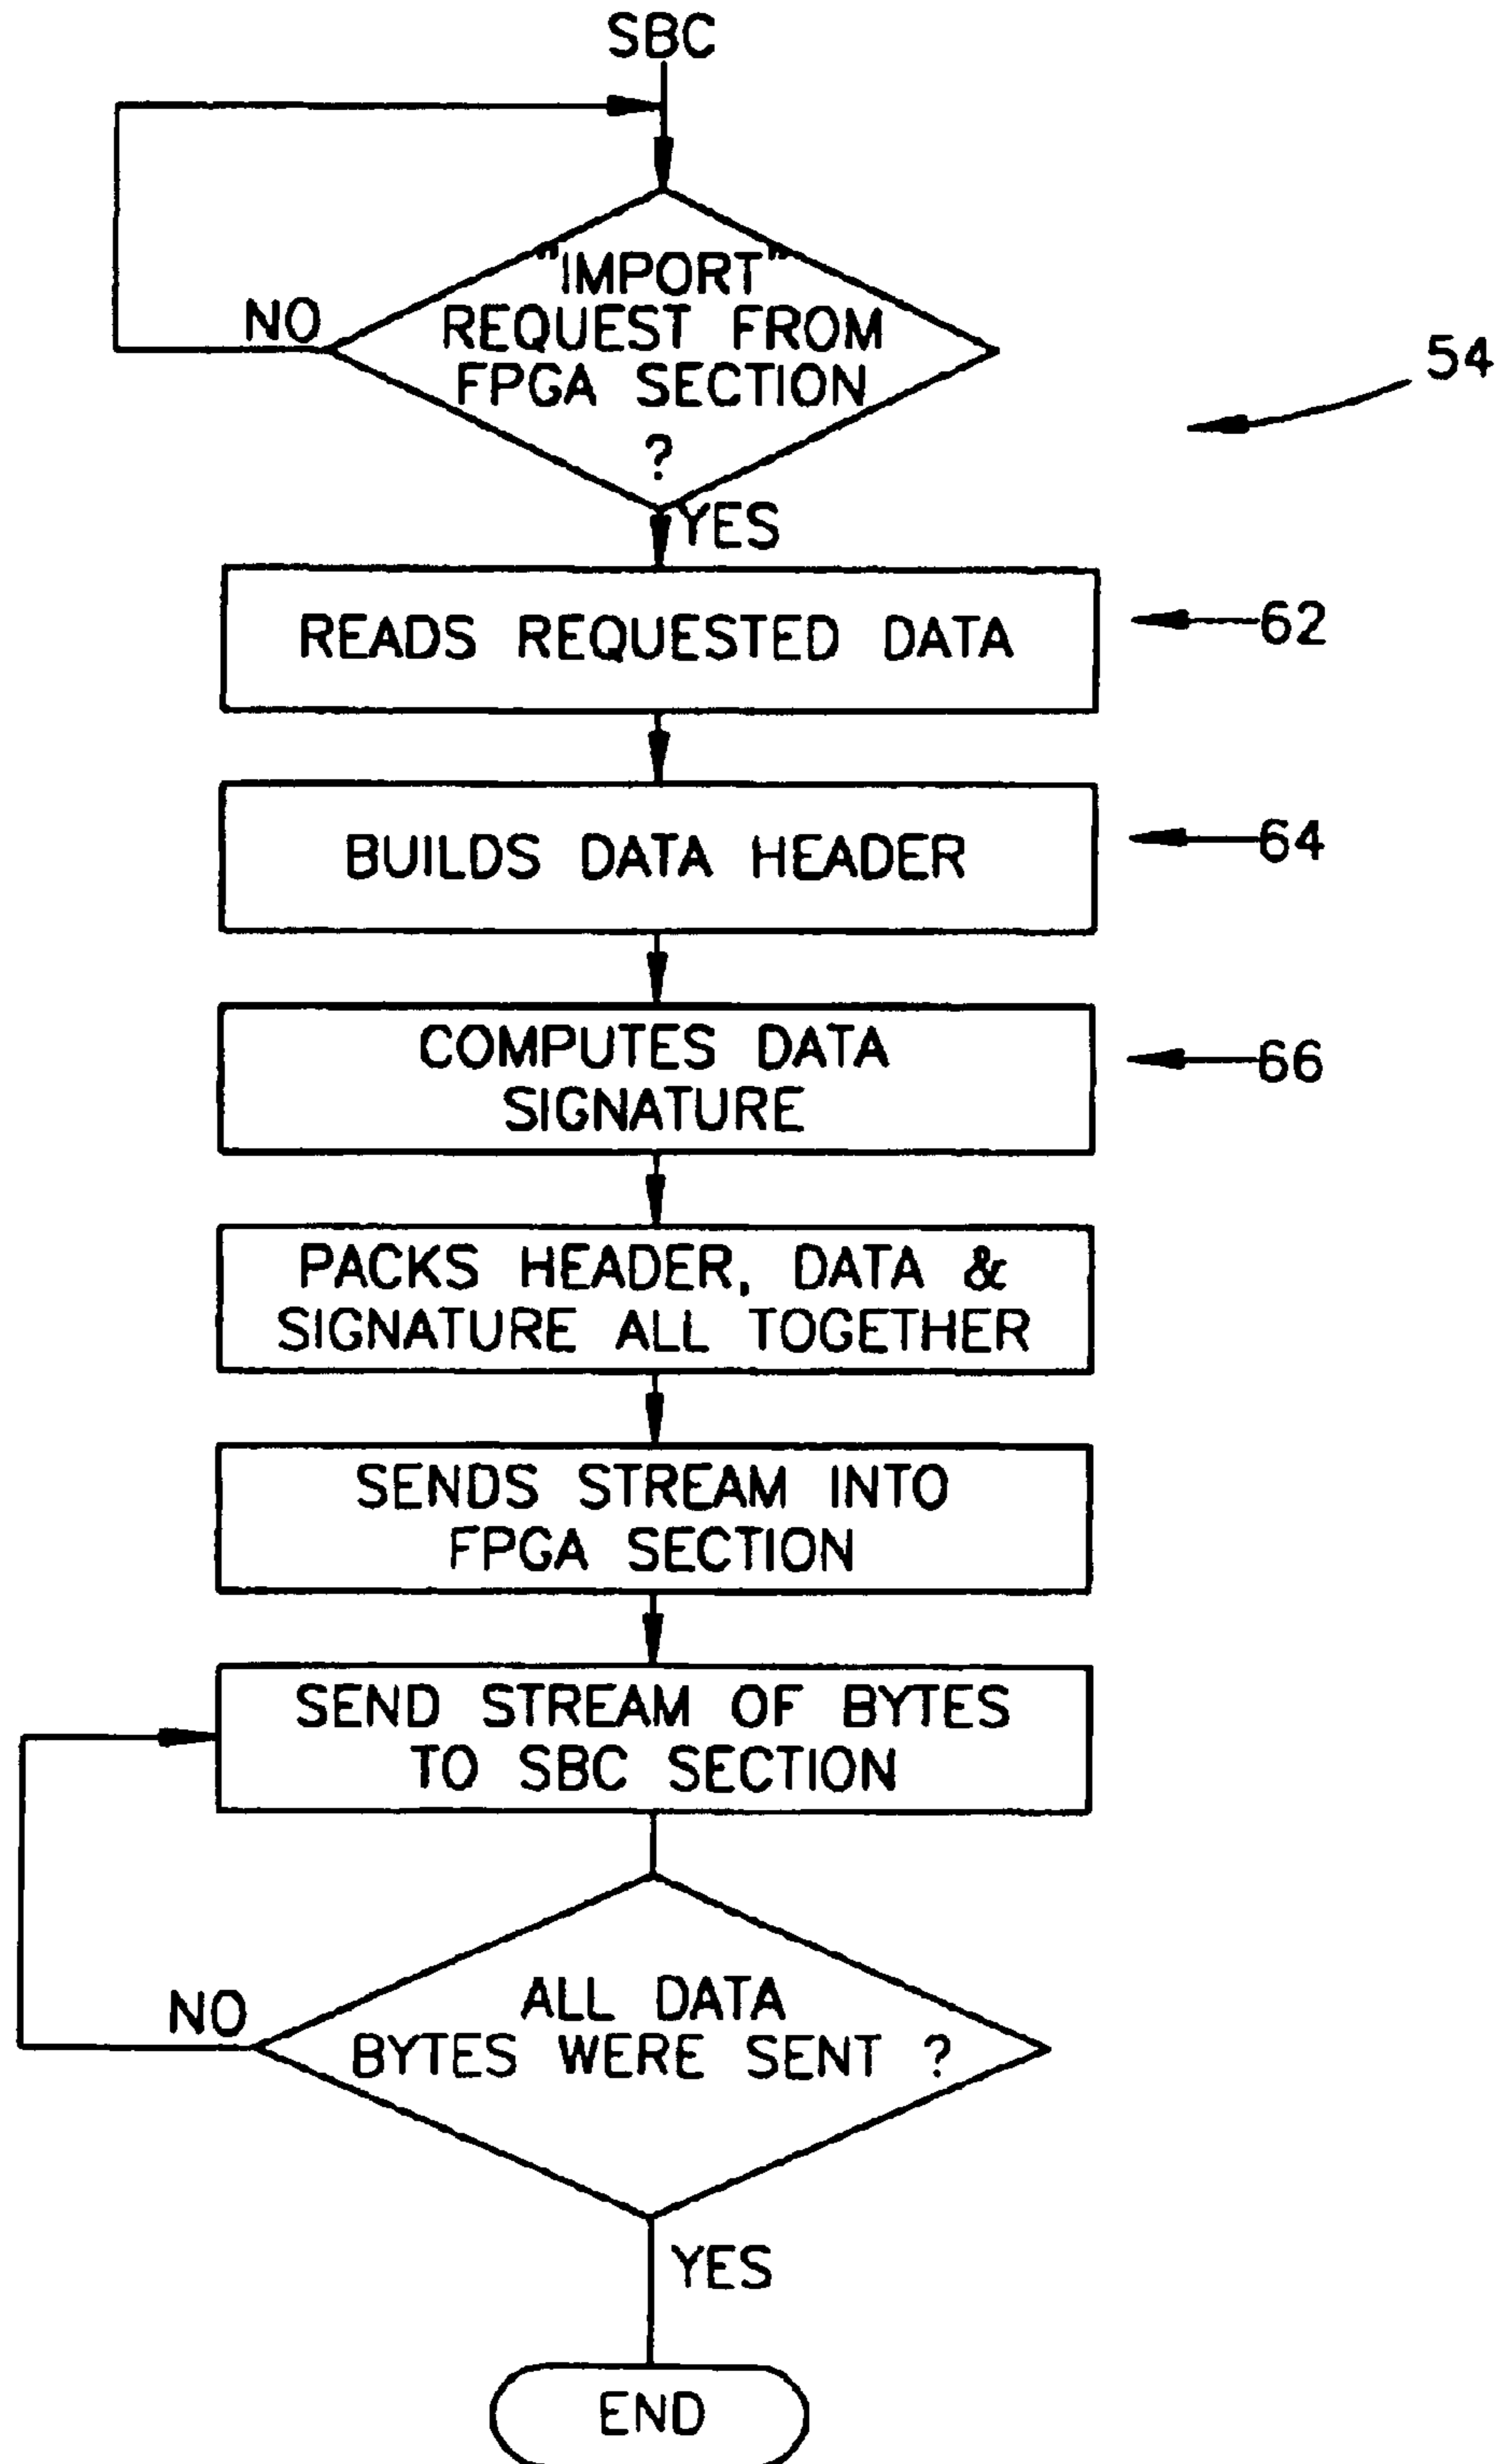 SBC
"IMPORT"
REQUEST FROM
FPGA SECTION
?
NO
54
YES
READS REQUESTED DATA
62
BUILDS DATA HEADER
64
COMPUTES DATA
SIGNATURE
66
PACKS HEADER, DATA &
SIGNATURE ALL TOGETHER
SENDS STREAM INTO
FPGA SECTION
SEND STREAM OF BYTES
TO SBC SECTION
ALL DATA
BYTES WERE SENT ?
NO
YES
END